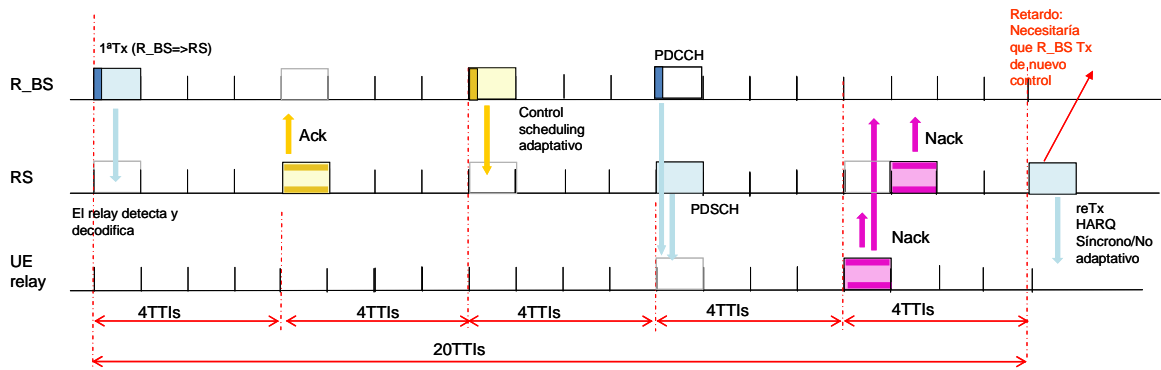 Retardo:
Necesitaría
que R_BS Tx
de nuevo
control
1ªTx (R_BS=>RS)
PDCCH
R_BS
Ack
Control
scheduling
adaptativo
Nack
RS
El relay detecta y
decodifica
PDSCH
Nack
reTx
HARQ
Síncrono/No
adaptativo
UE
relay
4TTIs
4TTIs
4TTIs
4TTIs
4TTIs
20TTIs